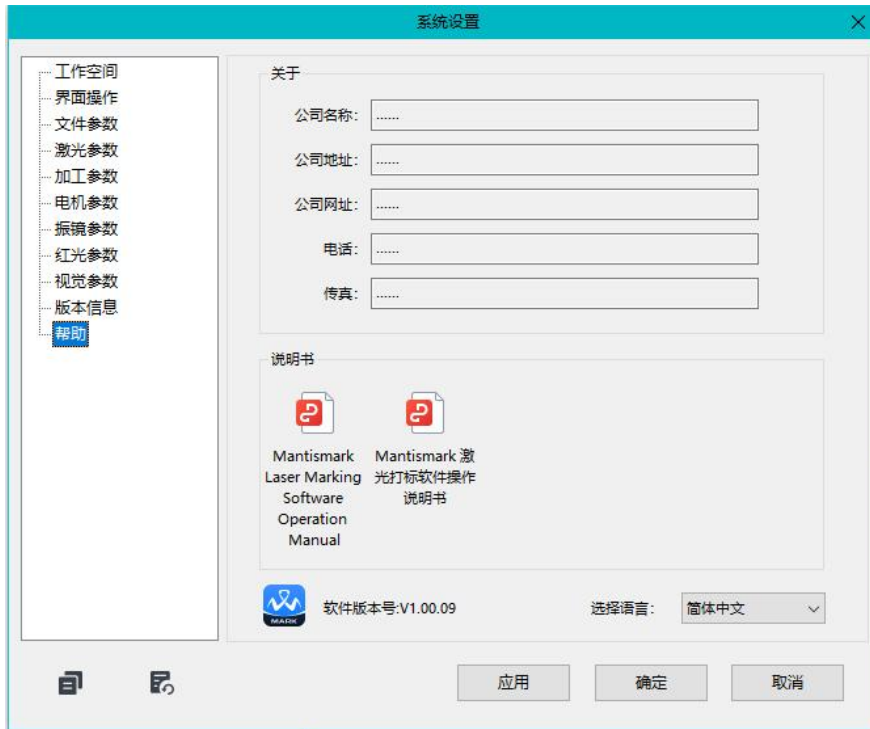 系统设置
工作空间
界面操作
文件参数
激光参数
加工参数
电机参数
振镜参数
红光参数
视觉参数
版本信息
帮助
关于
公司名称: ......
公司地址: ......
公司网址: ......
电话: ......
传真: ......
说明书
Mantismark
Laser Marking
Software
Operation
Manual
Mantismark 激
光打标软件操作
说明书
MARK
软件版本号:V1.00.09
选择语言:
简体中文
应用
确定
取消